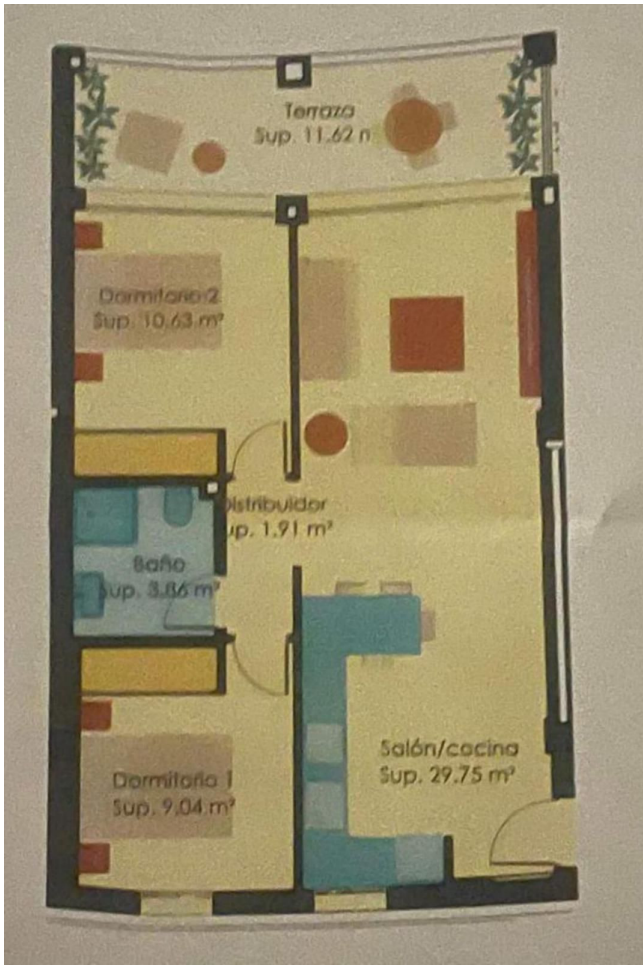 Terraza
Sup. 11.62 m
Dormitorio 2
Sup. 10.63 m²
Distribuidor
Sup. 1.91 m²
Baño
Sup. 3.86 m²
Salón/cocina
Sup. 29.75 m²
Dormitorio 1
Sup. 9.04 m²